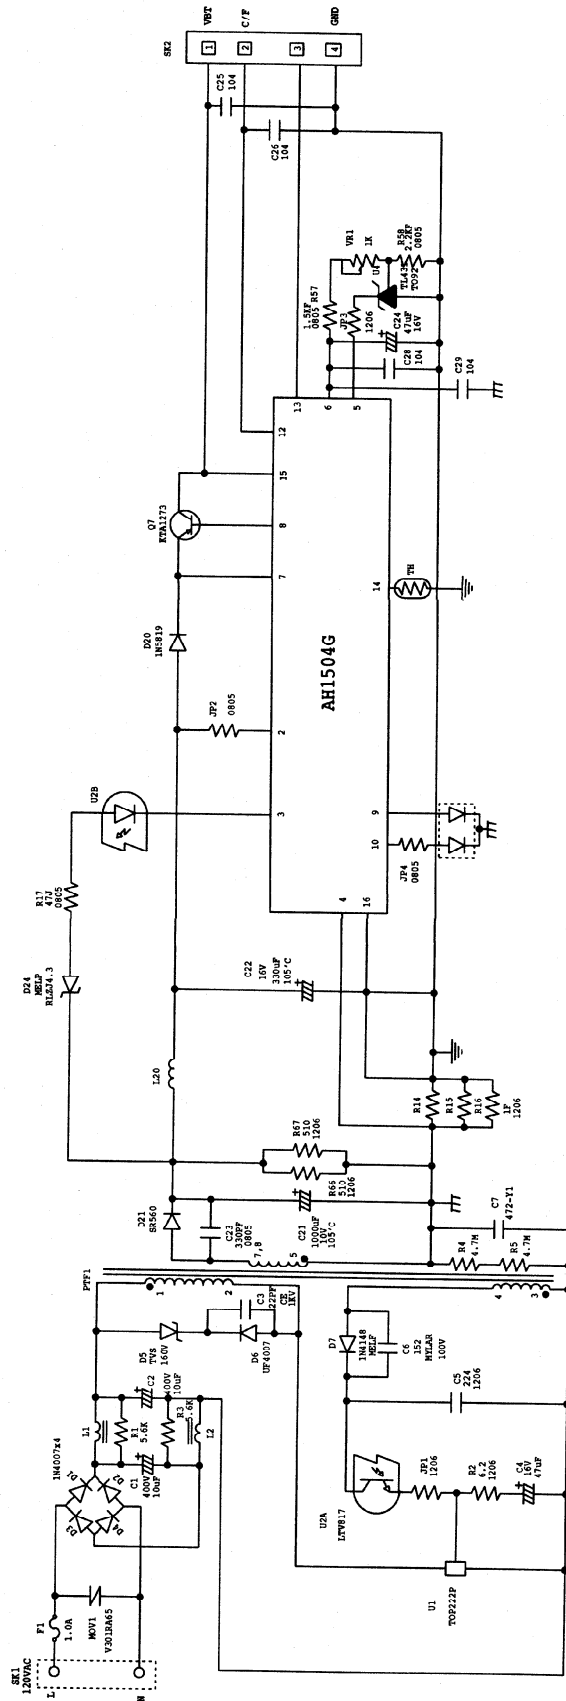 SK2
VBT
C/F
GND
1
2
3
4
C25
104
C26
104
VR1
1K
R58
2.2KF
0805
TL431
TO92
1.5KF
0805 R57
JP3
1206
C24
47uF
16V
C28
104
C29
104
13
6
5
12
15
8
7
2
3
14
9
10
4
16
AH1504G
Q7
KTA1273
TH
D20
1N5819
JP2
0805
U2B
R17
47J
0805
D24
MELP
RLZJ4.3
JP4
0805
C22
16V
330uF
105°C
L20
R14
R15
R16
1F
1206
R67
510
1206
R66
510
1206
SR560
C23
330PF
0805
C21
1000uF
10V
105°C
7,8
5
C7
472-Y1
R4
4.7M
R5
4.7M
PTF1
1
2
4
3
C3
22PF
CE
1KV
D5
TVS
160V
D6
UF4007
D7
1N4148
MELF
C6
152
MYLAR
100V
C5
224
1206
C2
400V
10uF
L1
R1
5.6K
R3
5.6K
L2
C1
400V
10uF
1N4007x4
D1
D2
D3
D4
U2A
LTV817
JP1
1206
R2
6.2
1206
C4
16V
47uF
U1
TOP222P
F1
1.0A
MOV1
V301RA65
SK1
120VAC
L
N